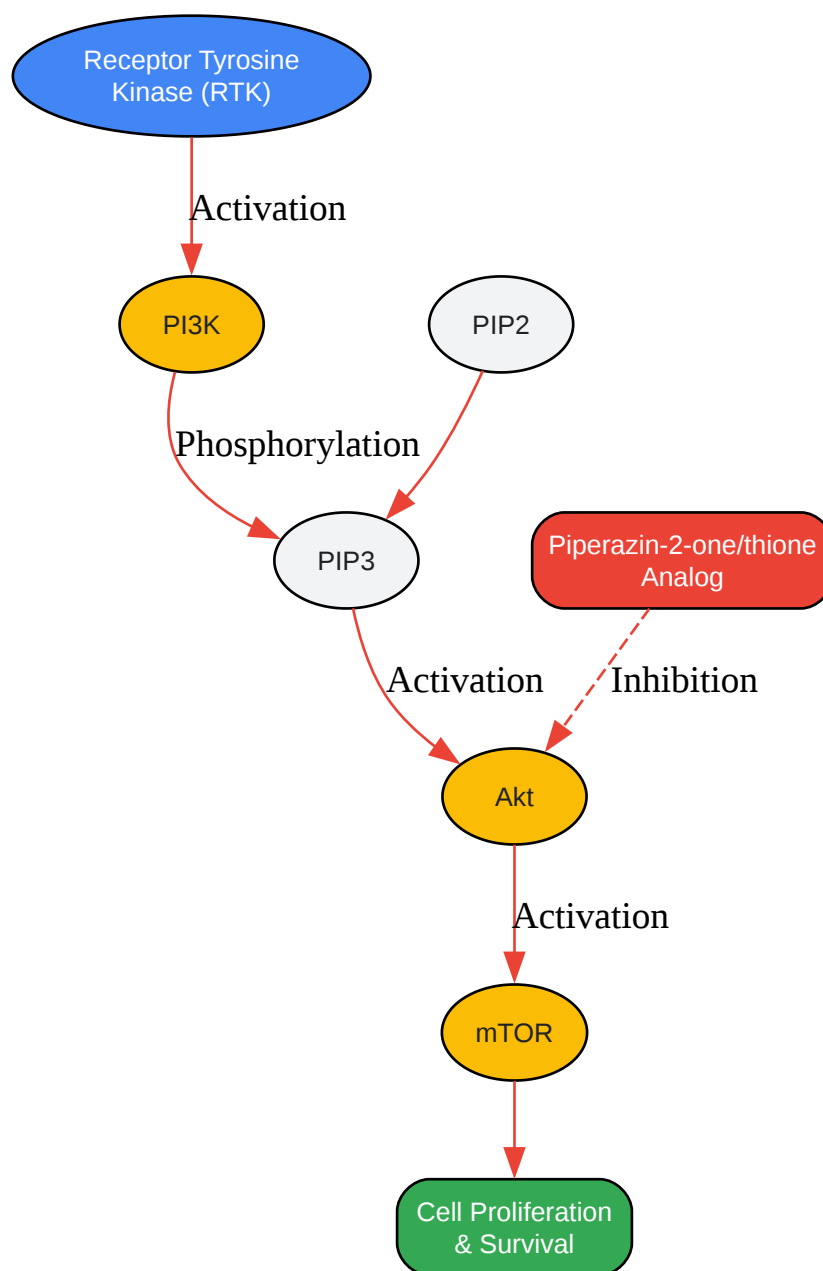 Receptor Tyrosine
Kinase (RTK)
Activation
PI3K
PIP2
Phosphorylation
PIP3
Piperazin-2-one/thione
Analog
Activation
Inhibition
Akt
Activation
mTOR
Cell Proliferation
& Survival